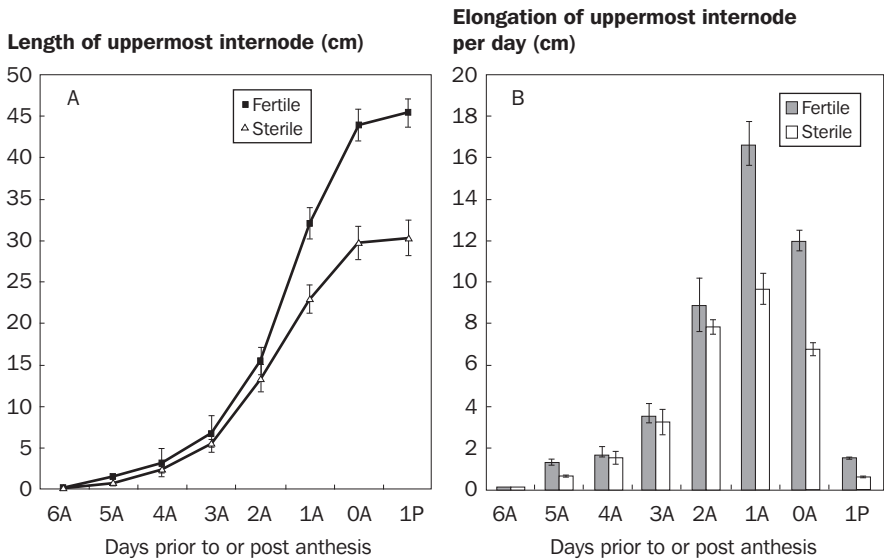 Length of uppermost internode (cm)
50
45
40
35
30
25
20
15
10
5
0
A
Fertile
Sterile
6A 5A 4A 3A 2A 1A 0A 1P
Days prior to or post anthesis
Elongation of uppermost internode
per day (cm)
20
18
16
14
12
10
8
6
4
2
0
B
Fertile
Sterile
6A 5A 4A 3A 2A 1A 0A 1P
Days prior to or post anthesis